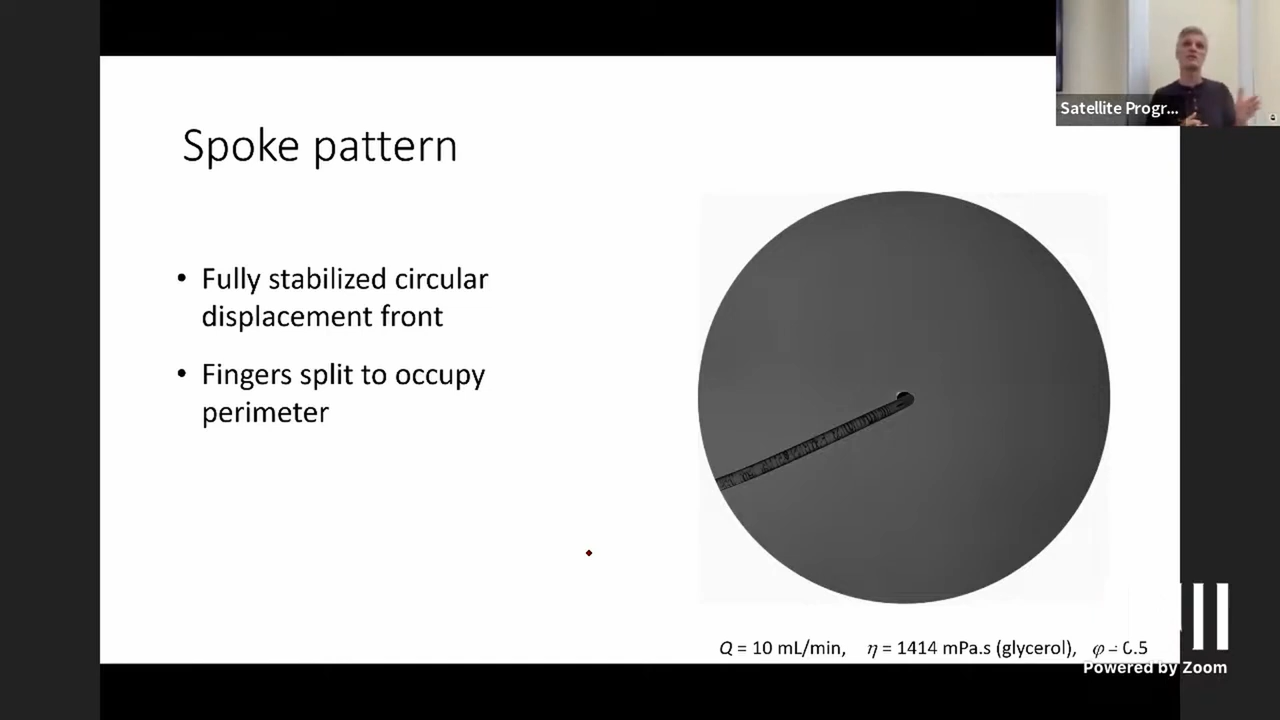 Satellite Progr...
Spoke pattern
• Fully stabilized circular
displacement front
• Fingers split to occupy
perimeter
Q = 10 mL/min, η = 1414 mPa.s (glycerol), φ = 0.5
Powered by Zoom